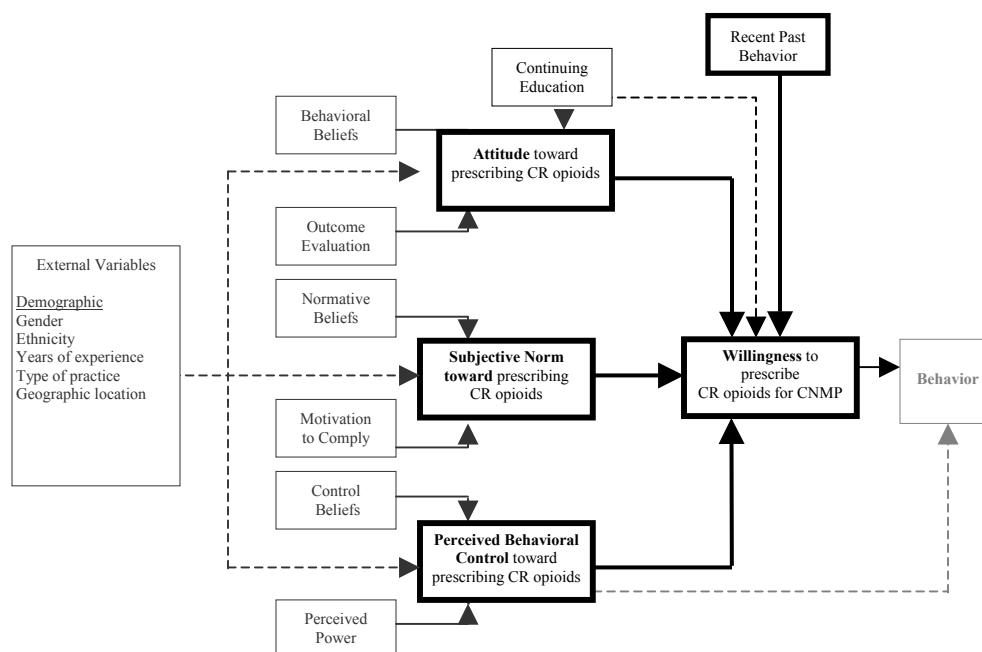 Recent Past
Behavior
Continuing
Education
Behavioral
Beliefs
Attitude toward
prescribing CR opioids
Outcome
Evaluation
External Variables
Demographic
Gender
Ethnicity
Years of experience
Type of practice
Geographic location
Normative
Beliefs
Subjective Norm
toward prescribing
CR opioids
Willingness to
prescribe
CR opioids for CNMP
Behavior
Motivation
to Comply
Control
Beliefs
Perceived Behavioral
Control toward
prescribing CR opioids
Perceived
Power